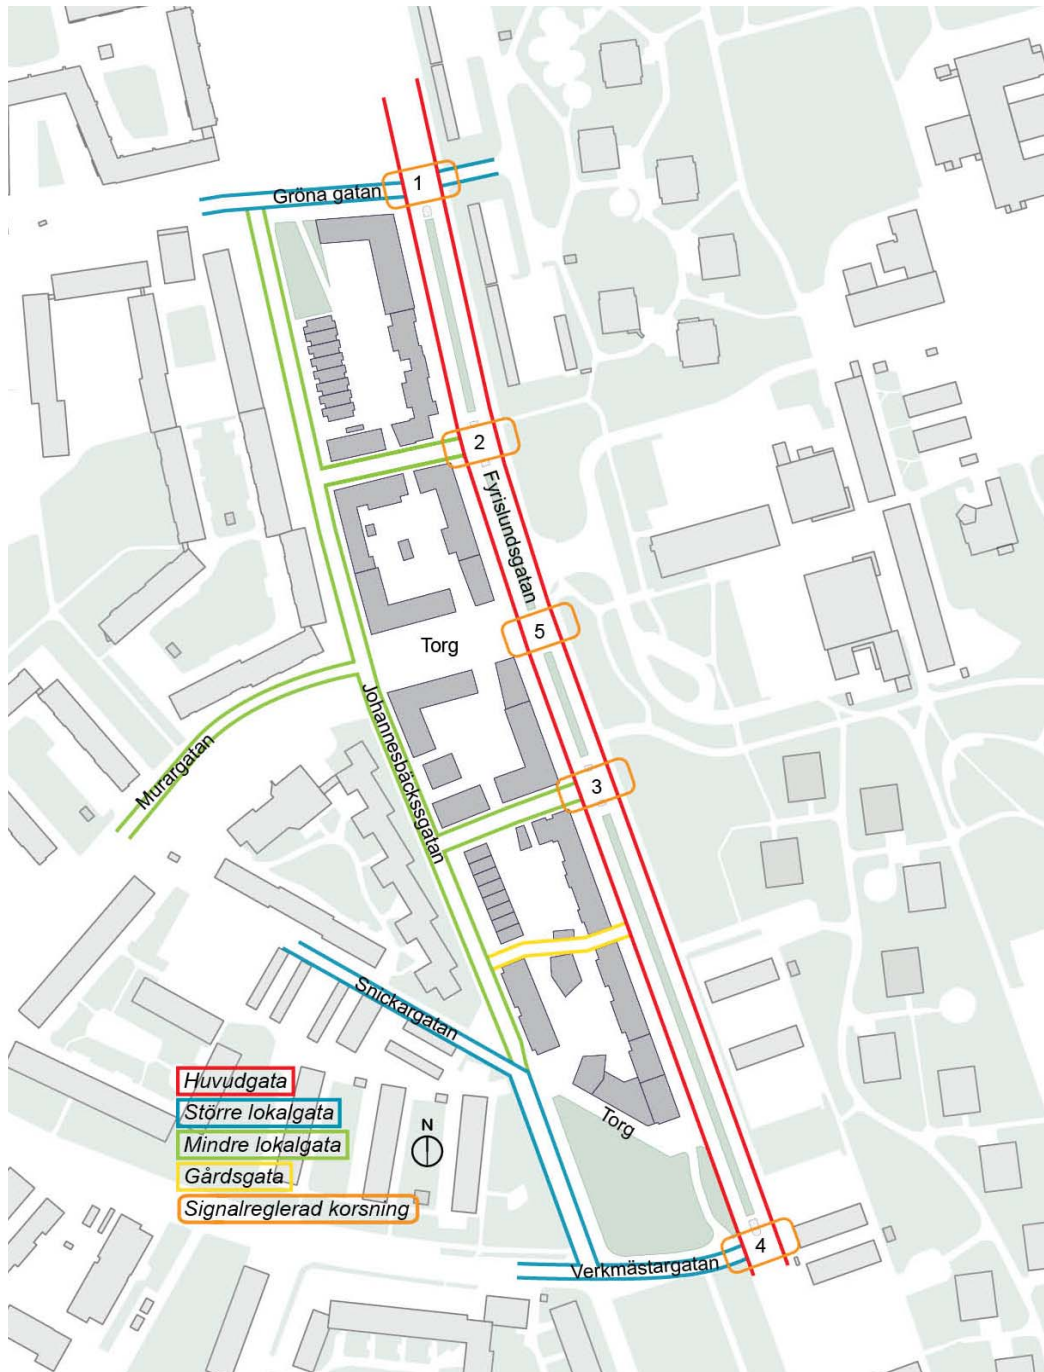 1
Gröna gatan
2
Fyrislundsgatan
5
Torg
Johannesbäckssgatan
Murargatan
3
Snickargatan
Huvudgata
Större lokalgata
Mindre lokalgata
Gårdsgata
Signalreglerad korsning
N
Torg
4
Verkmästargatan